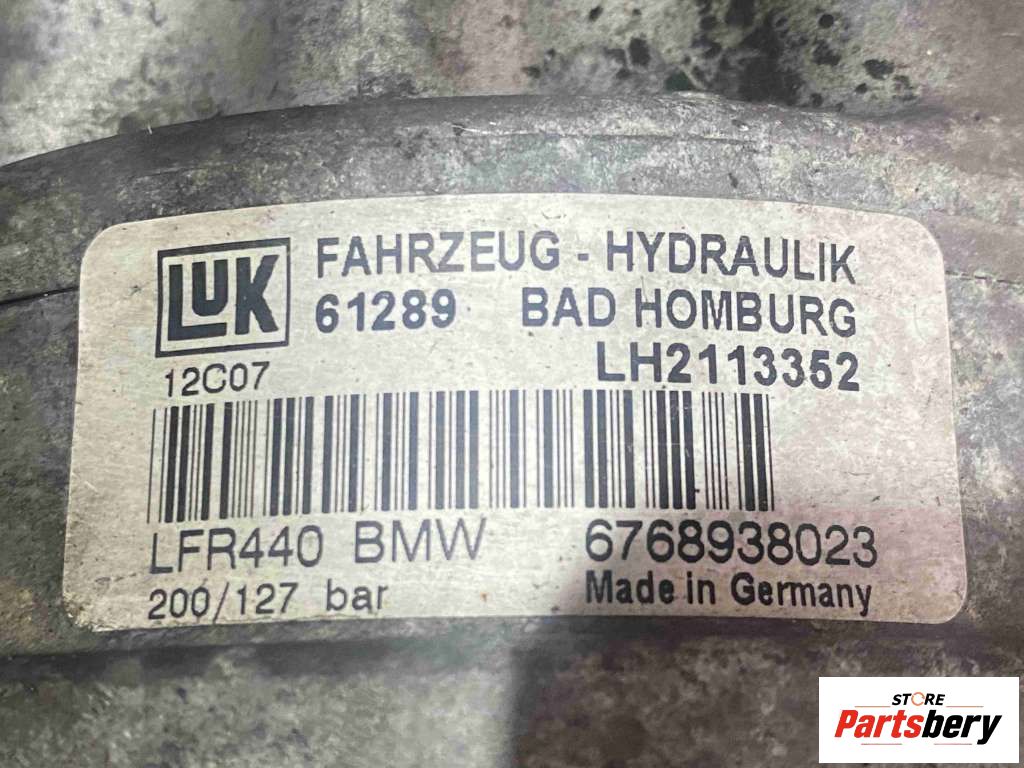 LUK
FAHRZEUG - HYDRAULIK
61289 BAD HOMBURG
12C07
LH2113352
LFR440 BMW 6768938023
200/127 bar Made in Germany
STORE
Partsbery